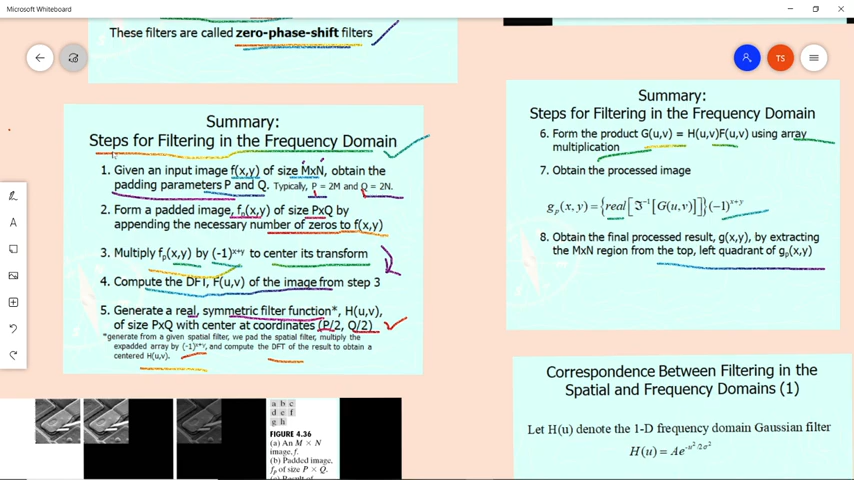 Microsoft Whiteboard
These filters are called zero-phase-shift filters
TS
Summary:
Steps for Filtering in the Frequency Domain
1. Given an input image f(x,y) of size MxN, obtain the
padding parameters P and Q. Typically, P = 2M and Q = 2N.
2. Form a padded image, fp(x,y) of size PxQ by
appending the necessary number of zeros to f(x,y)
3. Multiply fp(x,y) by (-1)^x+y to center its transform
4. Compute the DFT, F(u,v) of the image from step 3
5. Generate a real, symmetric filter function*, H(u,v),
of size PxQ with center at coordinates (P/2, Q/2)
*generate from a given spatial filter, we pad the spatial filter, multiply the
expadded array by (-1)^x+y, and compute the DFT of the result to obtain a
centered H(u,v).
a b c
d e f
g h
FIGURE 4.36
(a) An M × N
image, f.
(b) Padded image,
fp of size P × Q.
(c) Result of
Summary:
Steps for Filtering in the Frequency Domain
6. Form the product G(u,v) = H(u,v)F(u,v) using array
multiplication
7. Obtain the processed image
gp(x, y) = {real[ℑ⁻¹[G(u,v)]]}(−1)^x+y
8. Obtain the final processed result, g(x,y), by extracting
the MxN region from the top, left quadrant of gp(x,y)
Correspondence Between Filtering in the
Spatial and Frequency Domains (1)
Let H(u) denote the 1-D frequency domain Gaussian filter
H(u) = Ae^-u²/2σ²